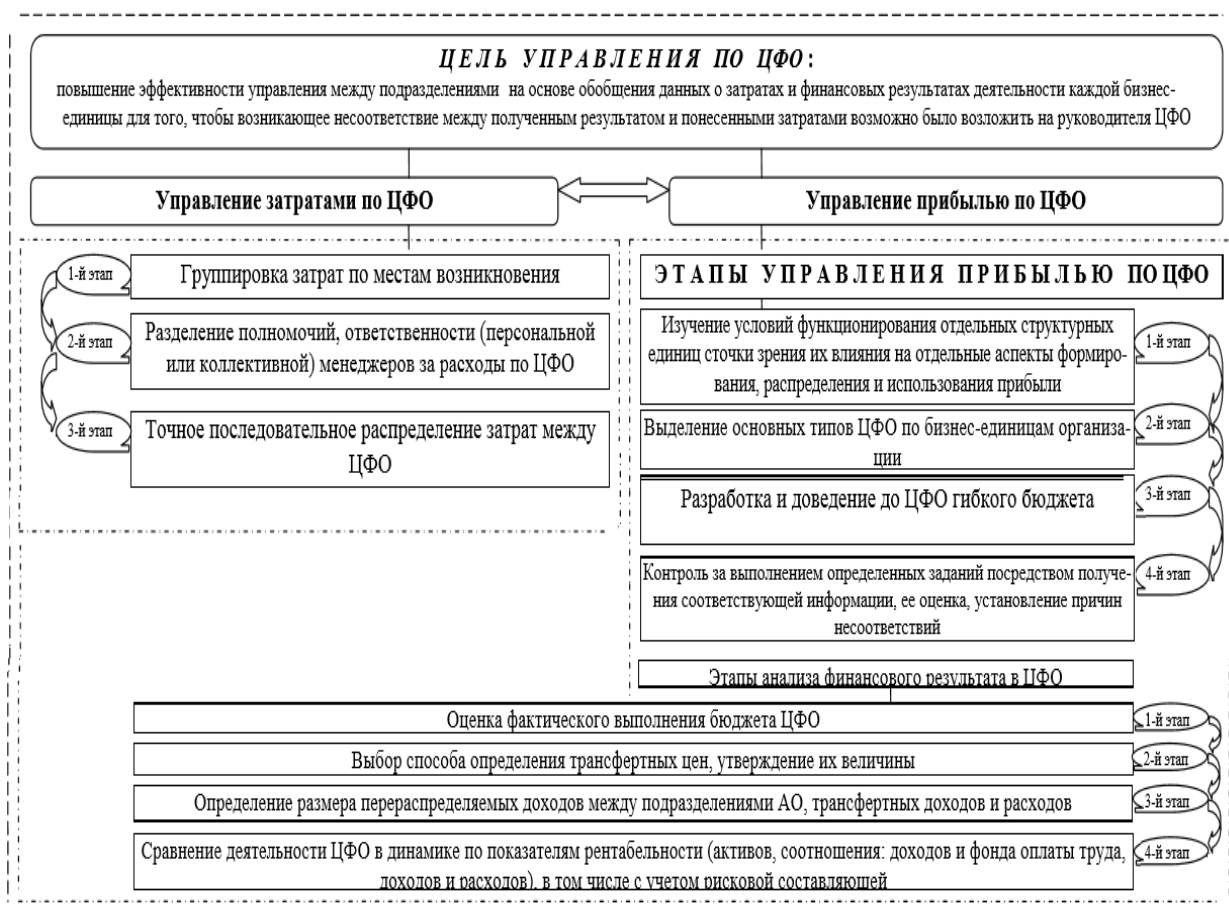 ЦЕЛЬ УПРАВЛЕНИЯ ПО ЦФО:
повышение эффективности управления между подразделениями на основе обобщения данных о затратах и финансовых результатах деятельности каждой бизнес-
единицы для того, чтобы возникающее несоответствие между полученным результатом и понесенными затратами возможно было возложить на руководителя ЦФО
Управление затратами по ЦФО
Управление прибылью по ЦФО
1-й этап
Группировка затрат по местам возникновения
2-й этап
Разделение полномочий, ответственности (персональной
или коллективной) менеджеров за расходы по ЦФО
3-й этап
Точное последовательное распределение затрат между
ЦФО
ЭТАПЫ УПРАВЛЕНИЯ ПРИБЫЛЬЮ ПО ЦФО
Изучение условий функционирования отдельных структурных
единиц сточки зрения их влияния на отдельные аспекты формиро-
вания, распределения и использования прибыли
1-й этап
Выделение основных типов ЦФО по бизнес-единицам организа-
ции
2-й этап
Разработка и доведение до ЦФО гибкого бюджета
3-й этап
Контроль за выполнением определенных заданий посредством получе-
ния соответствующей информации, ее оценка, установление причин
несоответствий
4-й этап
Этапы анализа финансового результата в ЦФО
Оценка фактического выполнения бюджета ЦФО
1-й этап
Выбор способа определения трансфертных цен, утверждение их величины
2-й этап
Определение размера перераспределяемых доходов между подразделениями АО, трансфертных доходов и расходов
3-й этап
Сравнение деятельности ЦФО в динамике по показателям рентабельности (активов, соотношения: доходов и фонда оплаты труда,
доходов и расходов), в том числе с учетом рисковой составляющей
4-й этап